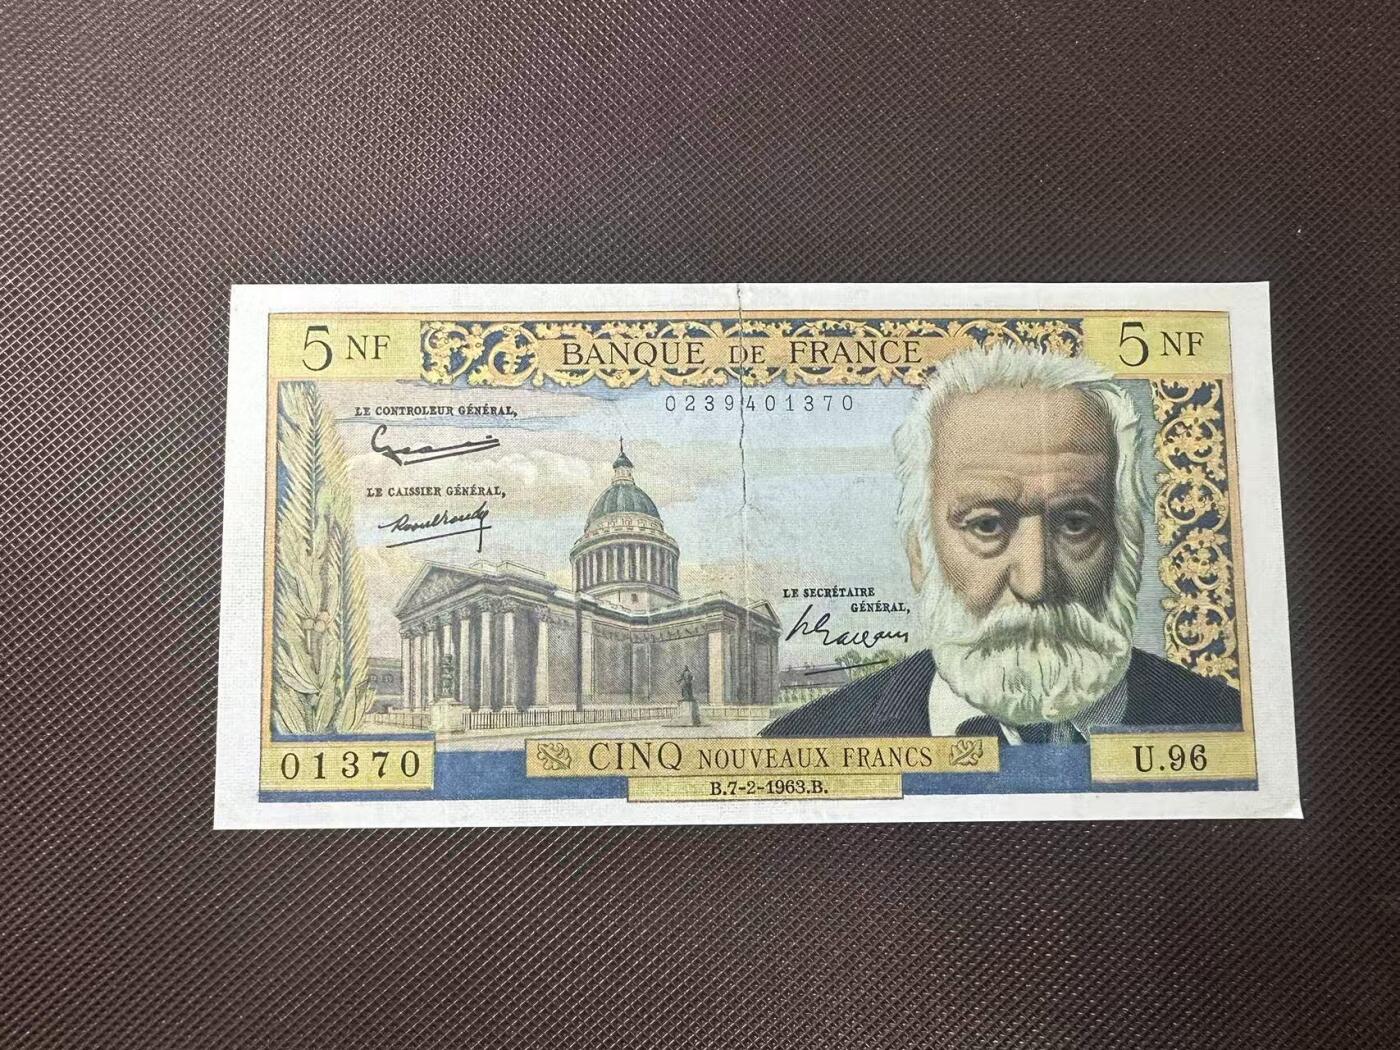 5 NF
BANQUE DE FRANCE
5 NF
0239401370
LE CONTROLEUR GÉNÉRAL,
LE CAISSIER GÉNÉRAL,
LE SECRÉTAIRE
GÉNÉRAL,
01370
CINQ NOUVEAUX FRANCS
U.96
B.7-2-1963.B.